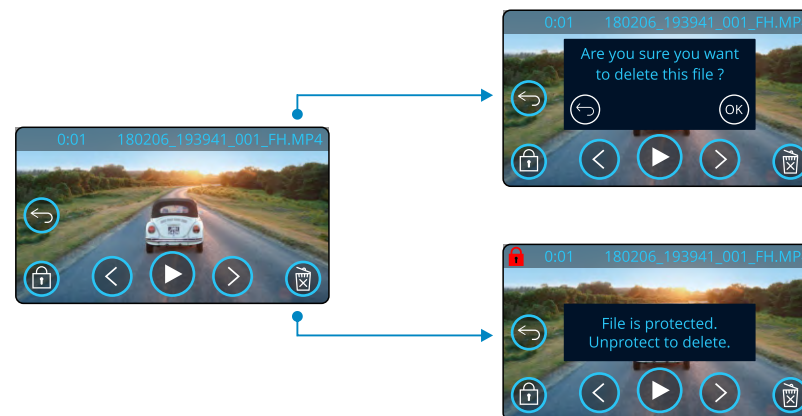 0:01 180206_193941_001_FH.MP4
0:01 180206_193941_001_FH.MP
Are you sure you want
to delete this file ?
OK
0:01 180206_193941_001_FH.MP
File is protected.
Unprotect to delete.